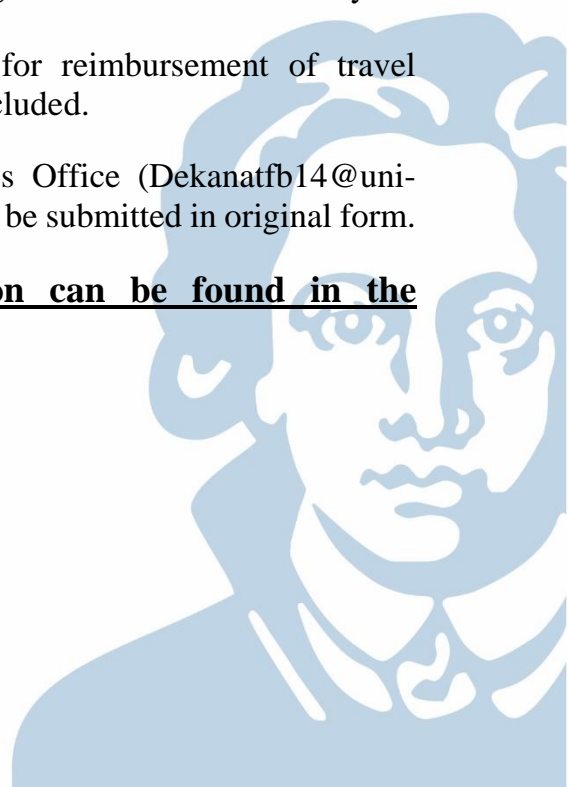 for reimbursement of travel
cluded.
s Office (Dekanatfb14@uni-
be submitted in original form.
on can be found in the